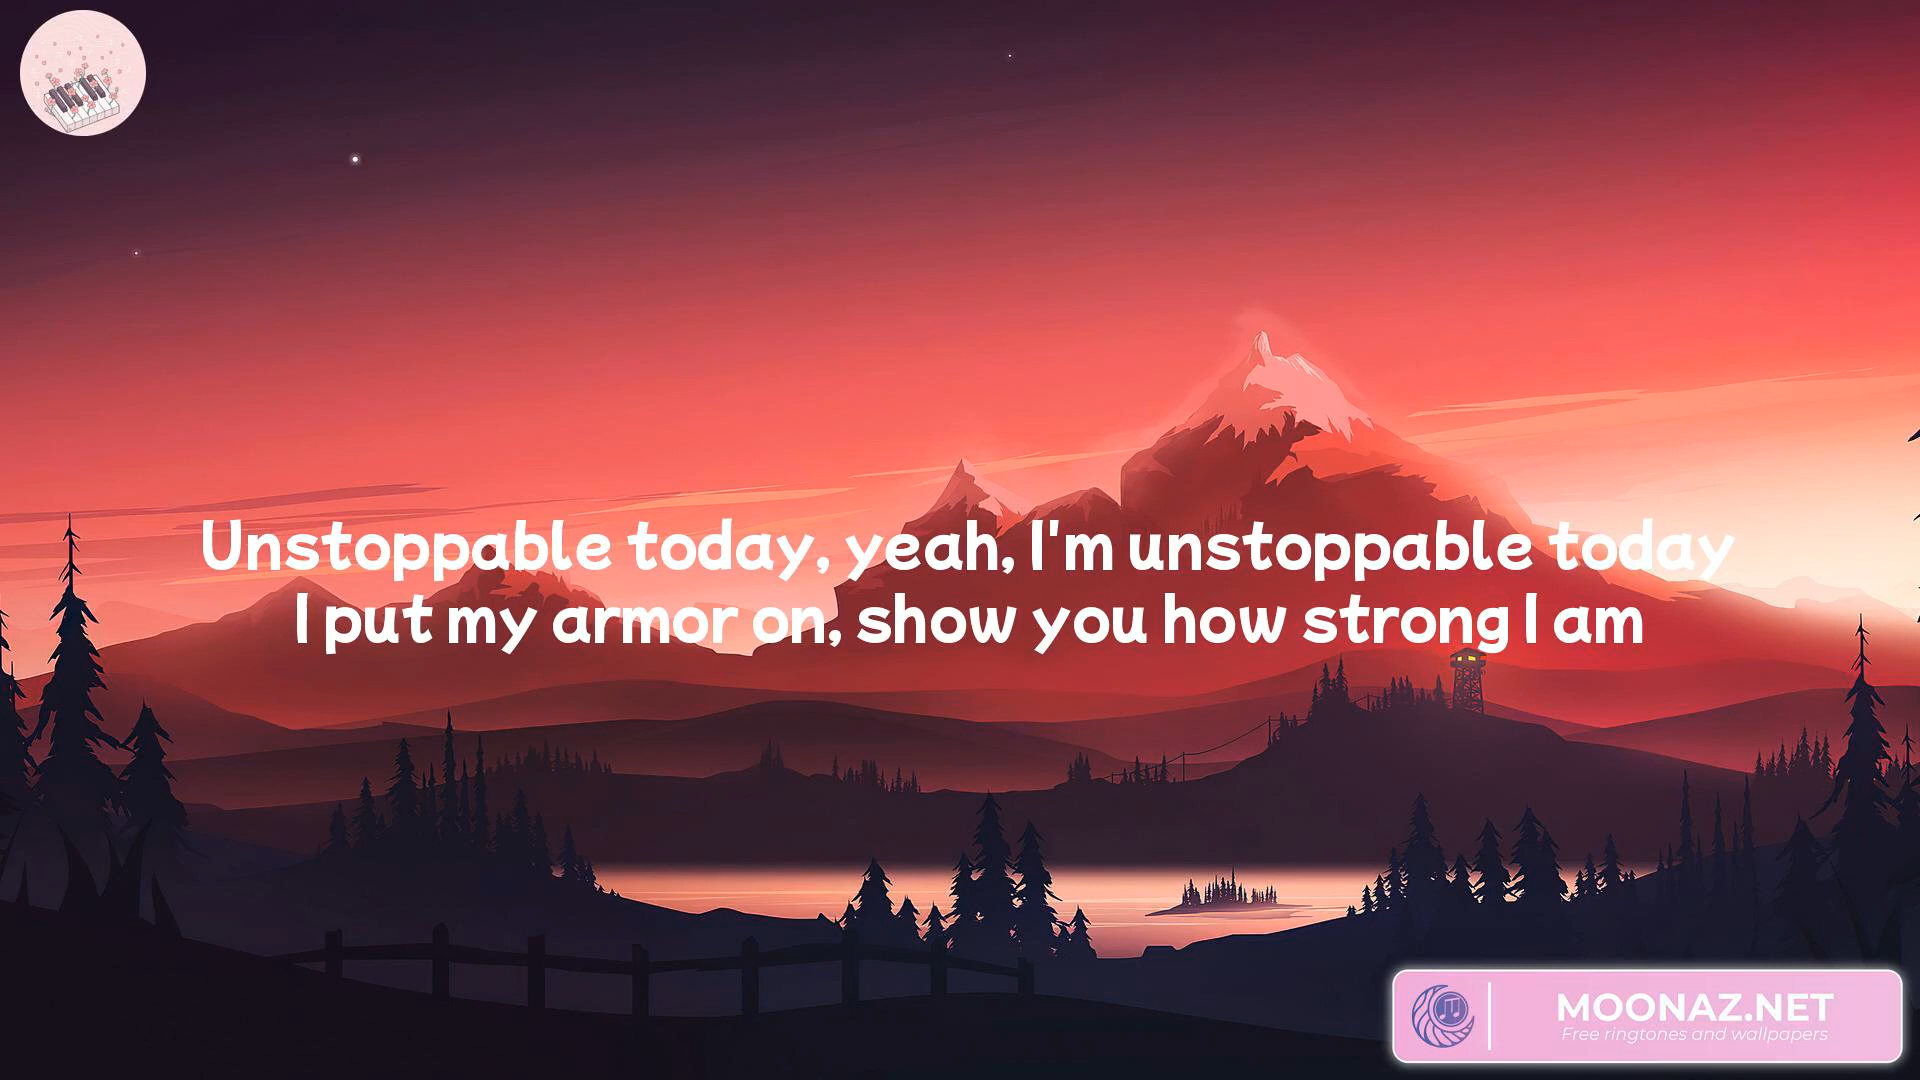 Unstoppable today, yeah, I'm unstoppable today
I put my armor on, show you how strong I am
MOONAZ.NET
Free ringtones and wallpapers